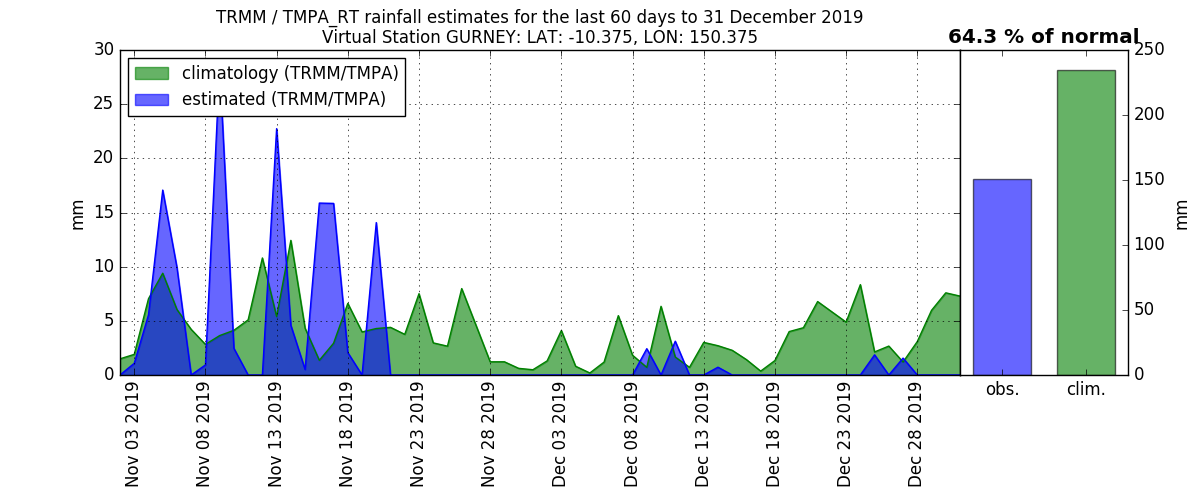 TRMM / TMPA_RT rainfall estimates for the last 60 days to 31 December 2019
Virtual Station GURNEY: LAT: -10.375, LON: 150.375
64.3 % of normal
climatology (TRMM/TMPA)
estimated (TRMM/TMPA)
30
25
20
15
10
5
0
mm
250
200
150
100
50
0
mm
Nov 03 2019
Nov 08 2019
Nov 13 2019
Nov 18 2019
Nov 23 2019
Nov 28 2019
Dec 03 2019
Dec 08 2019
Dec 13 2019
Dec 18 2019
Dec 23 2019
Dec 28 2019
obs.
clim.